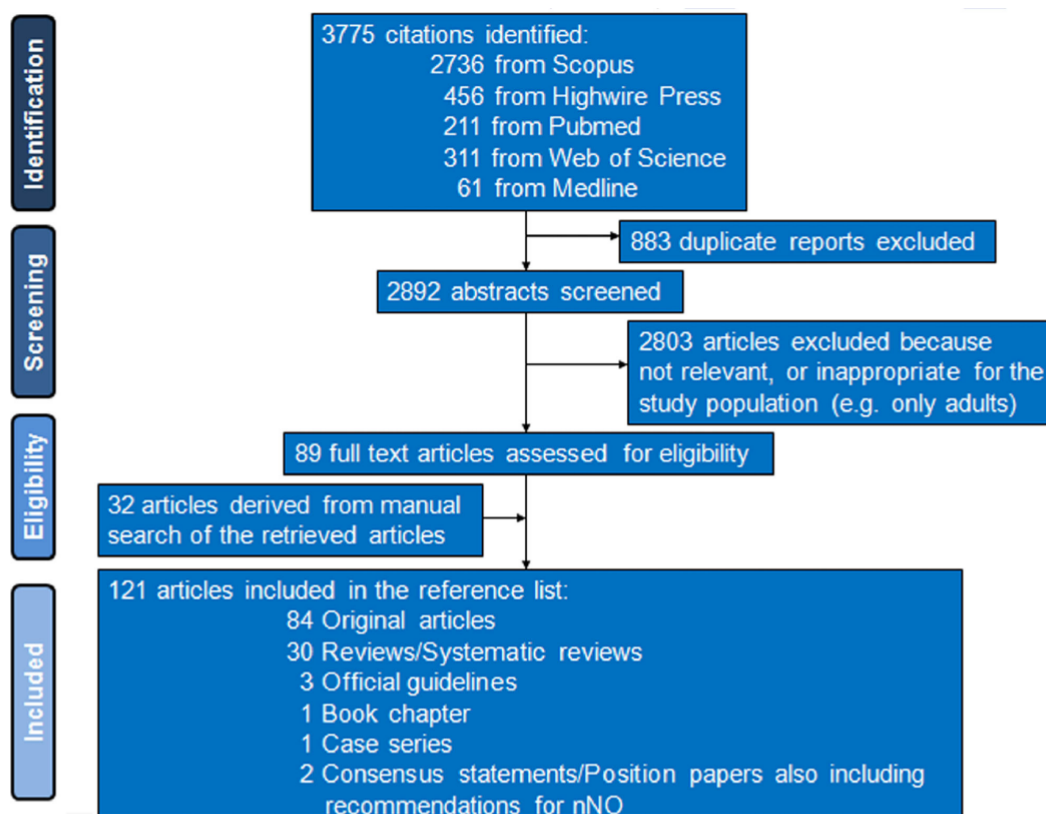 Identification
3775 citations identified:
2736 from Scopus
456 from Highwire Press
211 from Pubmed
311 from Web of Science
61 from Medline
883 duplicate reports excluded
Screening
2892 abstracts screened
2803 articles excluded because
not relevant, or inappropriate for the
study population (e.g. only adults)
Eligibility
89 full text articles assessed for eligibility
32 articles derived from manual
search of the retrieved articles
Included
121 articles included in the reference list:
84 Original articles
30 Reviews/Systematic reviews
3 Official guidelines
1 Book chapter
1 Case series
2 Consensus statements/Position papers also including
recommendations for nNO